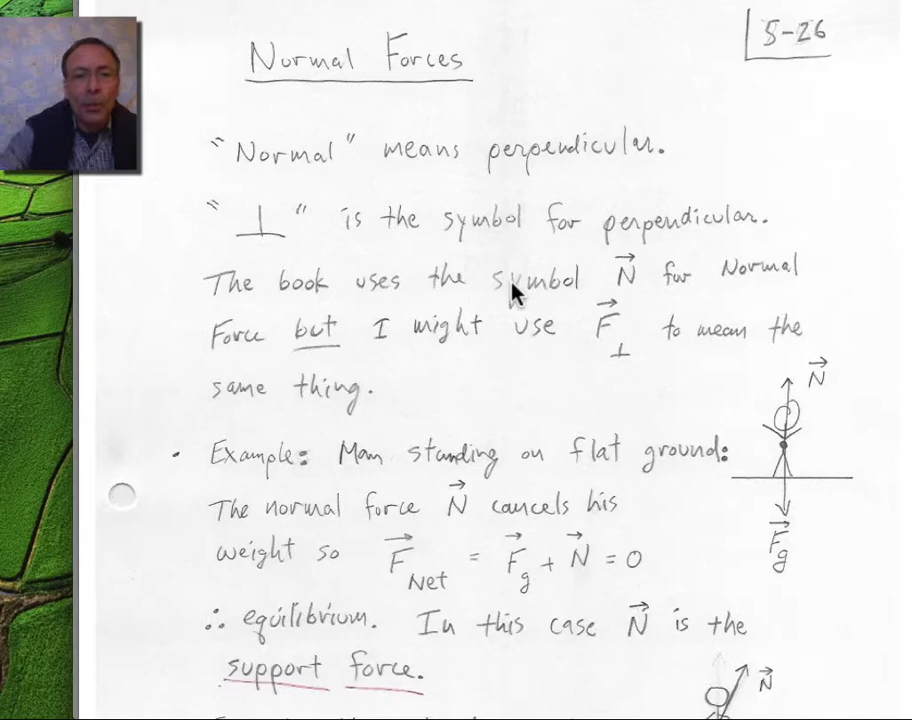 5-26
Normal Forces
"Normal" means perpendicular.
"⊥" is the symbol for perpendicular.
The book uses the symbol N⃗ for Normal
Force but I might use F⃗⊥ to mean the
same thing.
N⃗
• Example: Man standing on flat ground:
The normal force N⃗ cancels his
weight so F⃗Net = F⃗g + N⃗ = 0
F⃗g
∴ equilibrium. In this case N⃗ is the
support force.
N⃗